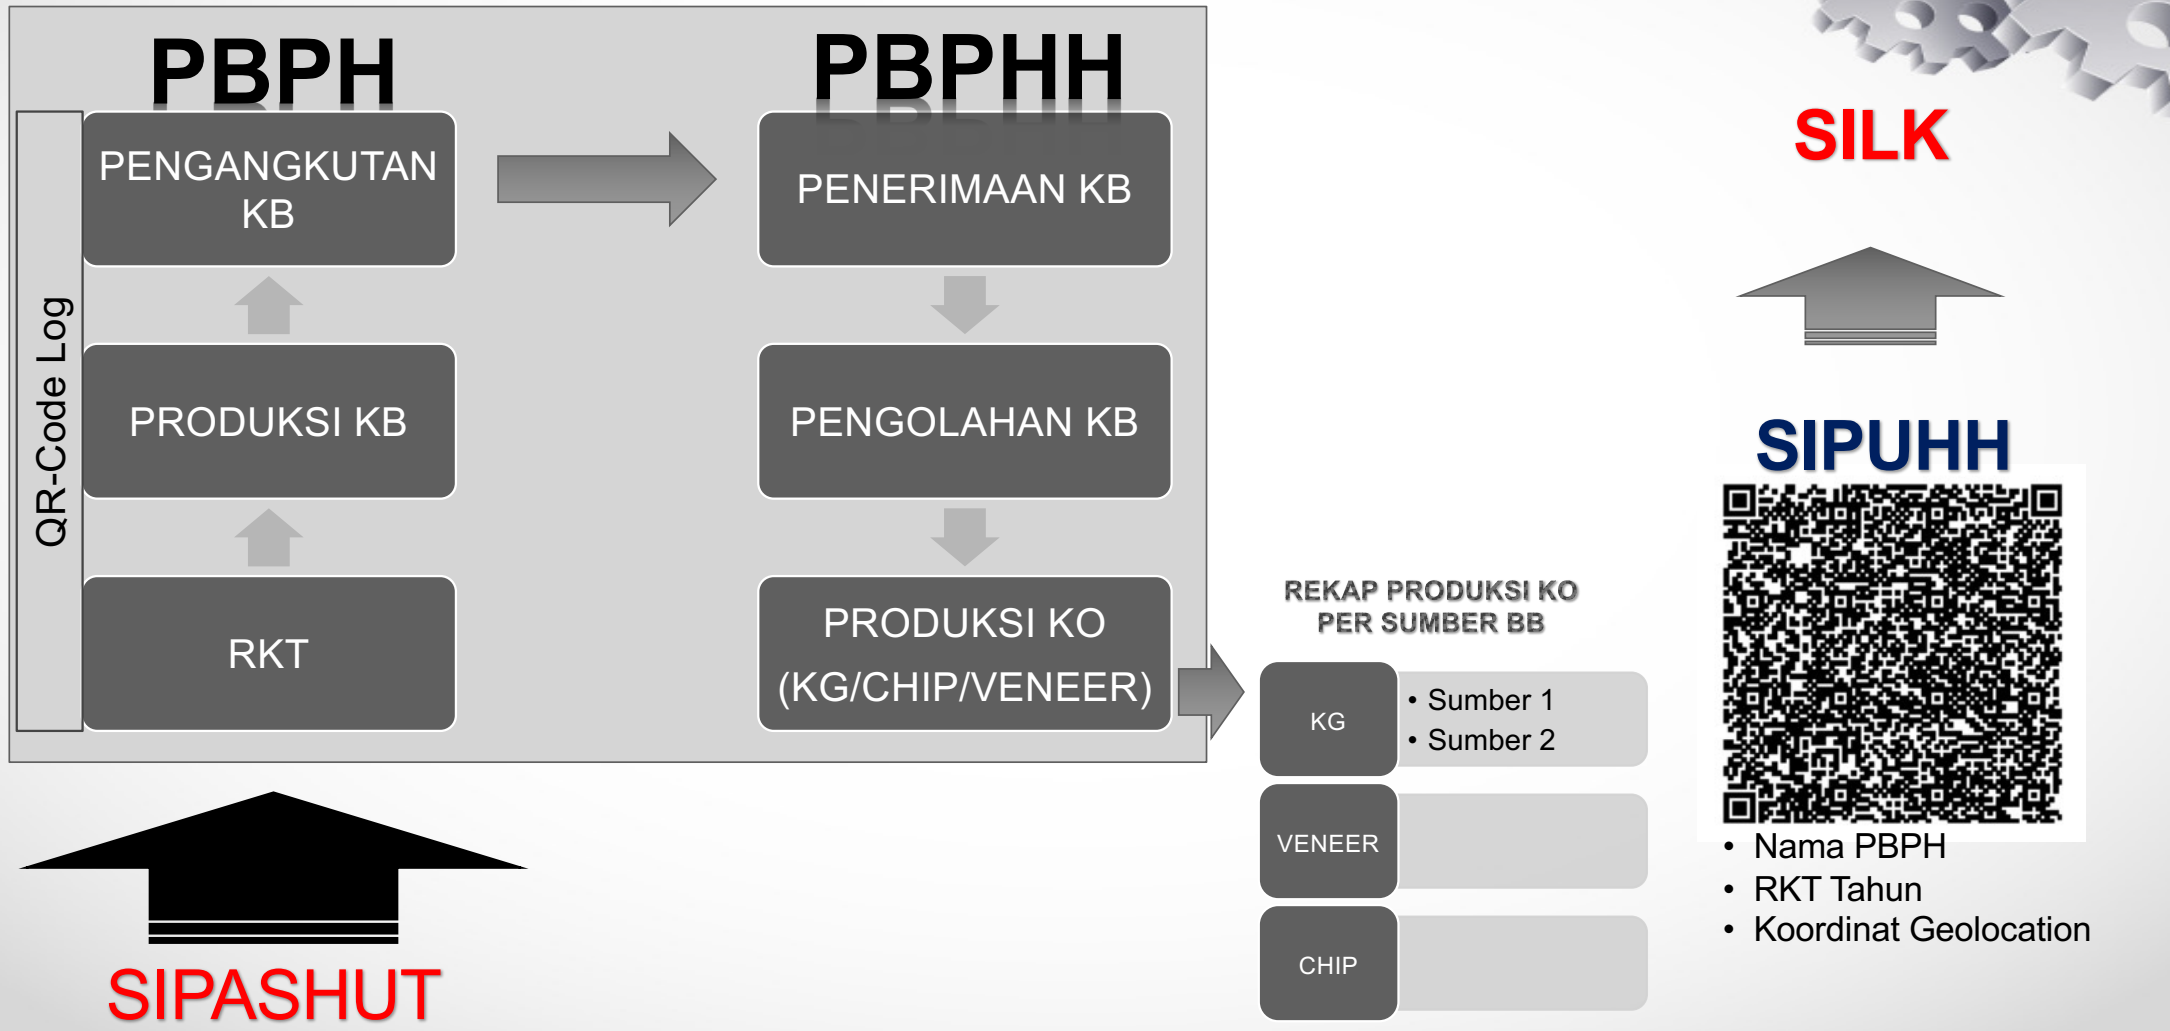 PBPH
QR-Code Log
PENGANGKUTAN
KB
PRODUKSI KB
RKT
PBPHH
PENERIMAAN KB
PENGOLAHAN KB
PRODUKSI KO
(KG/CHIP/VENEER)
SIPASHUT
REKAP PRODUKSI KO
PER SUMBER BB
KG
• Sumber 1
• Sumber 2
VENEER
CHIP
SILK
SIPUHH
• Nama PBPH
• RKT Tahun
• Koordinat Geolocation